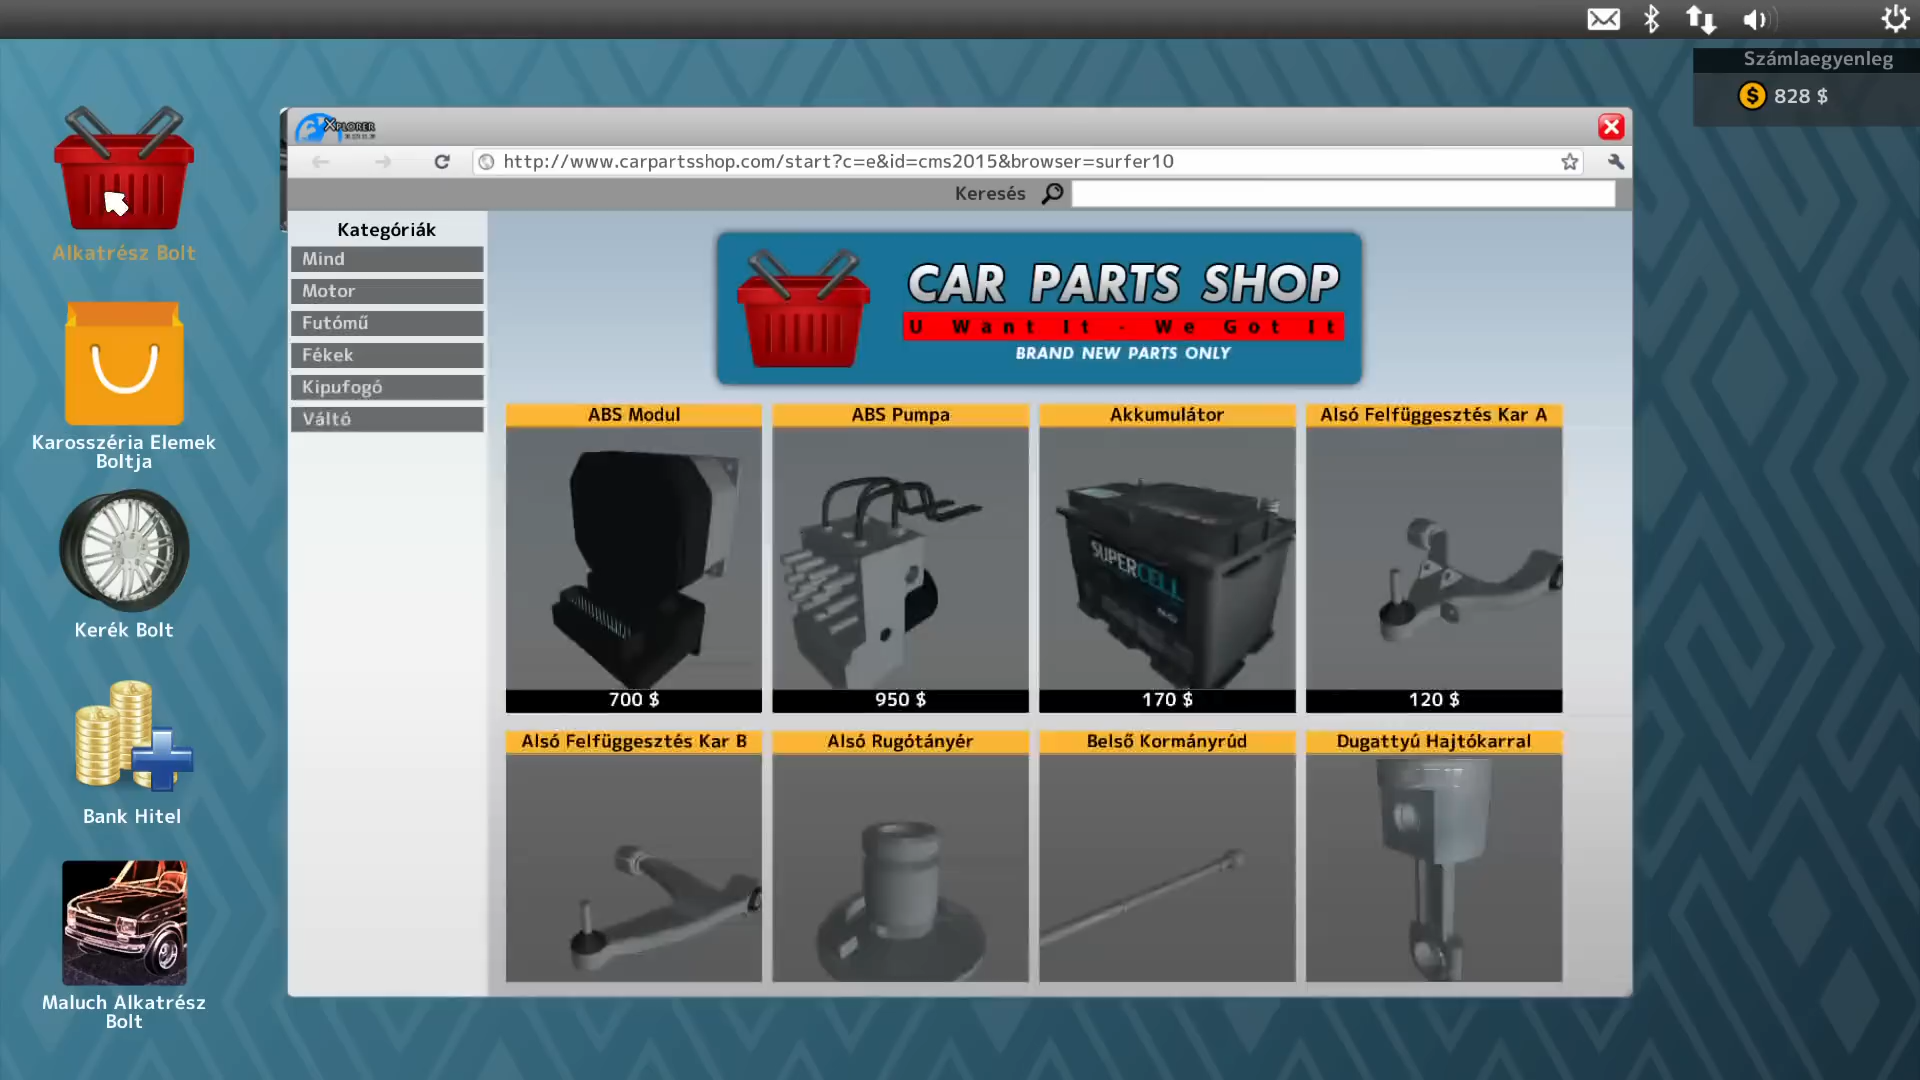 Számlaegyenleg
828 $
Alkatrész Bolt
Karosszéria Elemek
Boltja
Kerék Bolt
Bank Hitel
Maluch Alkatrész
Bolt
XPLORER
http://www.carpartsshop.com/start?c=e&id=cms2015&browser=surfer10
Keresés
Kategóriák
Mind
Motor
Futómű
Fékek
Kipufogó
Váltó
CAR PARTS SHOP
U Want It - We Got It
BRAND NEW PARTS ONLY
ABS Modul
ABS Pumpa
Akkumulátor
Alsó Felfüggesztés Kar A
SUPERCELL
700 $
950 $
170 $
120 $
Alsó Felfüggesztés Kar B
Alsó Rugótányér
Belső Kormányrúd
Dugattyú Hajtókarral